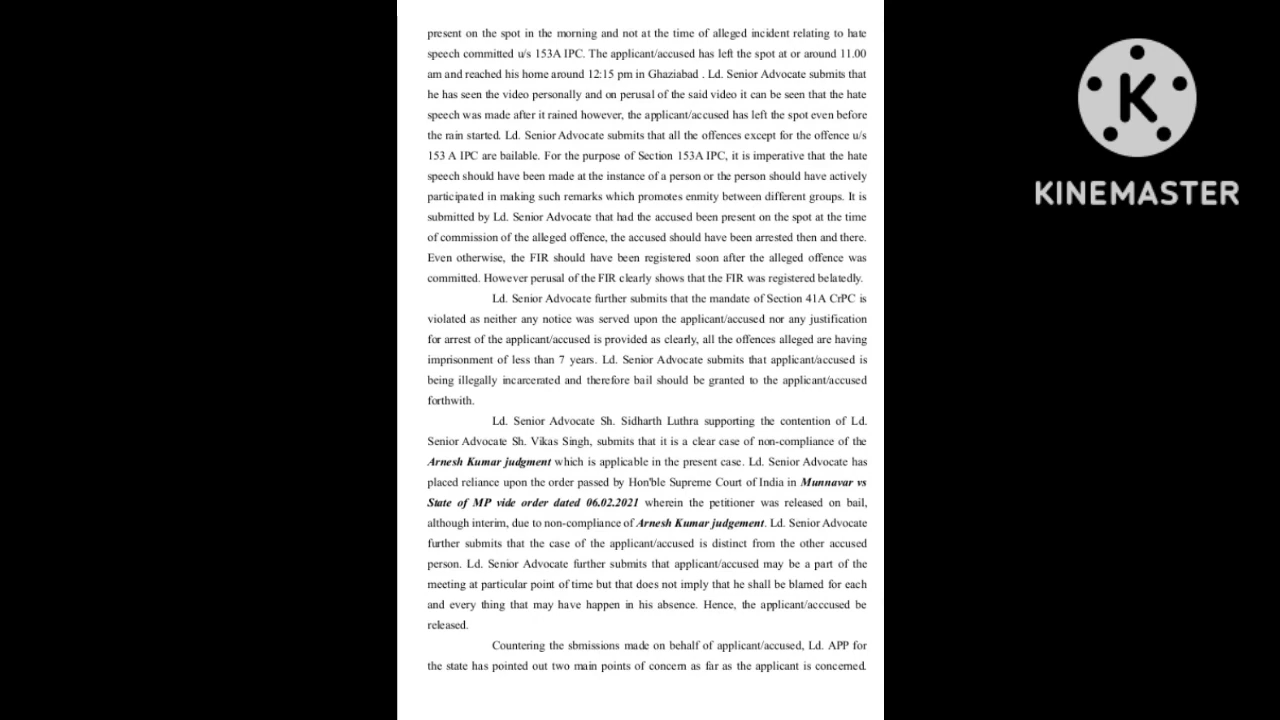 present on the spot in the morning and not at the time of alleged incident relating to hate
speech committed u/s 153A IPC. The applicant/accused has left the spot at or around 11.00
am and reached his home around 12:15 pm in Ghaziabad . Ld. Senior Advocate submits that
he has seen the video personally and on perusal of the said video it can be seen that the hate
speech was made after it rained however, the applicant/accused has left the spot even before
the rain started. Ld. Senior Advocate submits that all the offences except for the offence u/s
153 A IPC are bailable. For the purpose of Section 153A IPC, it is imperative that the hate
speech should have been made at the instance of a person or the person should have actively
participated in making such remarks which promotes enmity between different groups. It is
submitted by Ld. Senior Advocate that had the accused been present on the spot at the time
of commission of the alleged offence, the accused should have been arrested then and there.
Even otherwise, the FIR should have been registered soon after the alleged offence was
committed. However perusal of the FIR clearly shows that the FIR was registered belatedly.
Ld. Senior Advocate further submits that the mandate of Section 41A CrPC is
violated as neither any notice was served upon the applicant/accused nor any justification
for arrest of the applicant/accused is provided as clearly, all the offences alleged are having
imprisonment of less than 7 years. Ld. Senior Advocate submits that applicant/accused is
being illegally incarcerated and therefore bail should be granted to the applicant/accused
forthwith.
Ld. Senior Advocate Sh. Sidharth Luthra supporting the contention of Ld.
Senior Advocate Sh. Vikas Singh, submits that it is a clear case of non-compliance of the
Arnesh Kumar judgment which is applicable in the present case. Ld. Senior Advocate has
placed reliance upon the order passed by Hon'ble Supreme Court of India in Munnavar vs
State of MP vide order dated 06.02.2021 wherein the petitioner was released on bail,
although interim, due to non-compliance of Arnesh Kumar judgement. Ld. Senior Advocate
further submits that the case of the applicant/accused is distinct from the other accused
person. Ld. Senior Advocate further submits that applicant/accused may be a part of the
meeting at particular point of time but that does not imply that he shall be blamed for each
and every thing that may have happen in his absence. Hence, the applicant/acccused be
released.
Countering the sbmissions made on behalf of applicant/accused, Ld. APP for
the state has pointed out two main points of concern as far as the applicant is concerned.
K
KINEMASTER